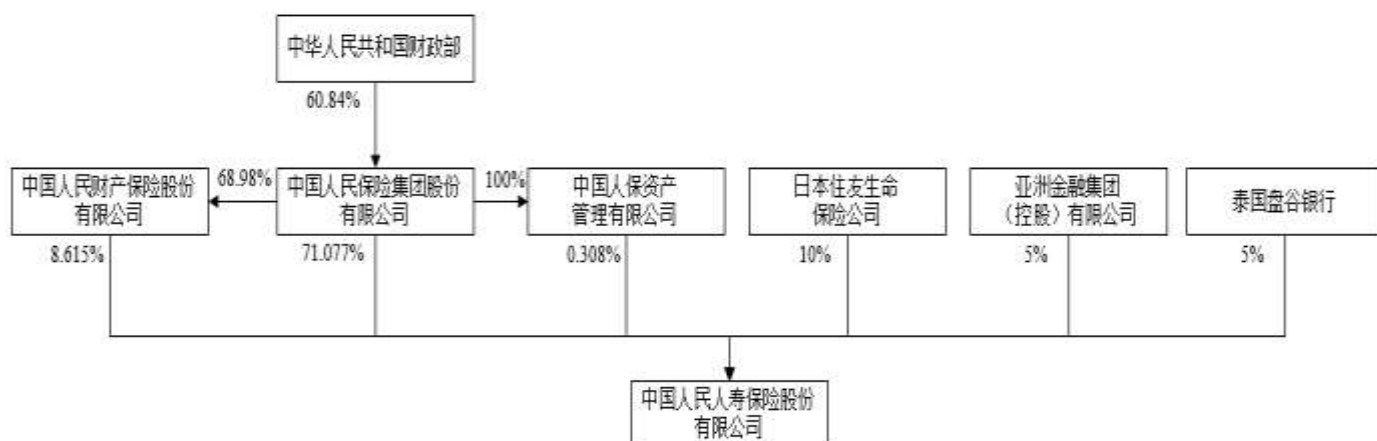 中华人民共和国财政部
60.84%
中国人民财产保险股份
有限公司
68.98%
中国人民保险集团股份
有限公司
100%
中国人保资产
管理有限公司
日本住友生命
保险公司
亚洲金融集团
（控股）有限公司
泰国盘谷银行
8.615%
71.077%
0.308%
10%
5%
5%
中国人民人寿保险股份
有限公司